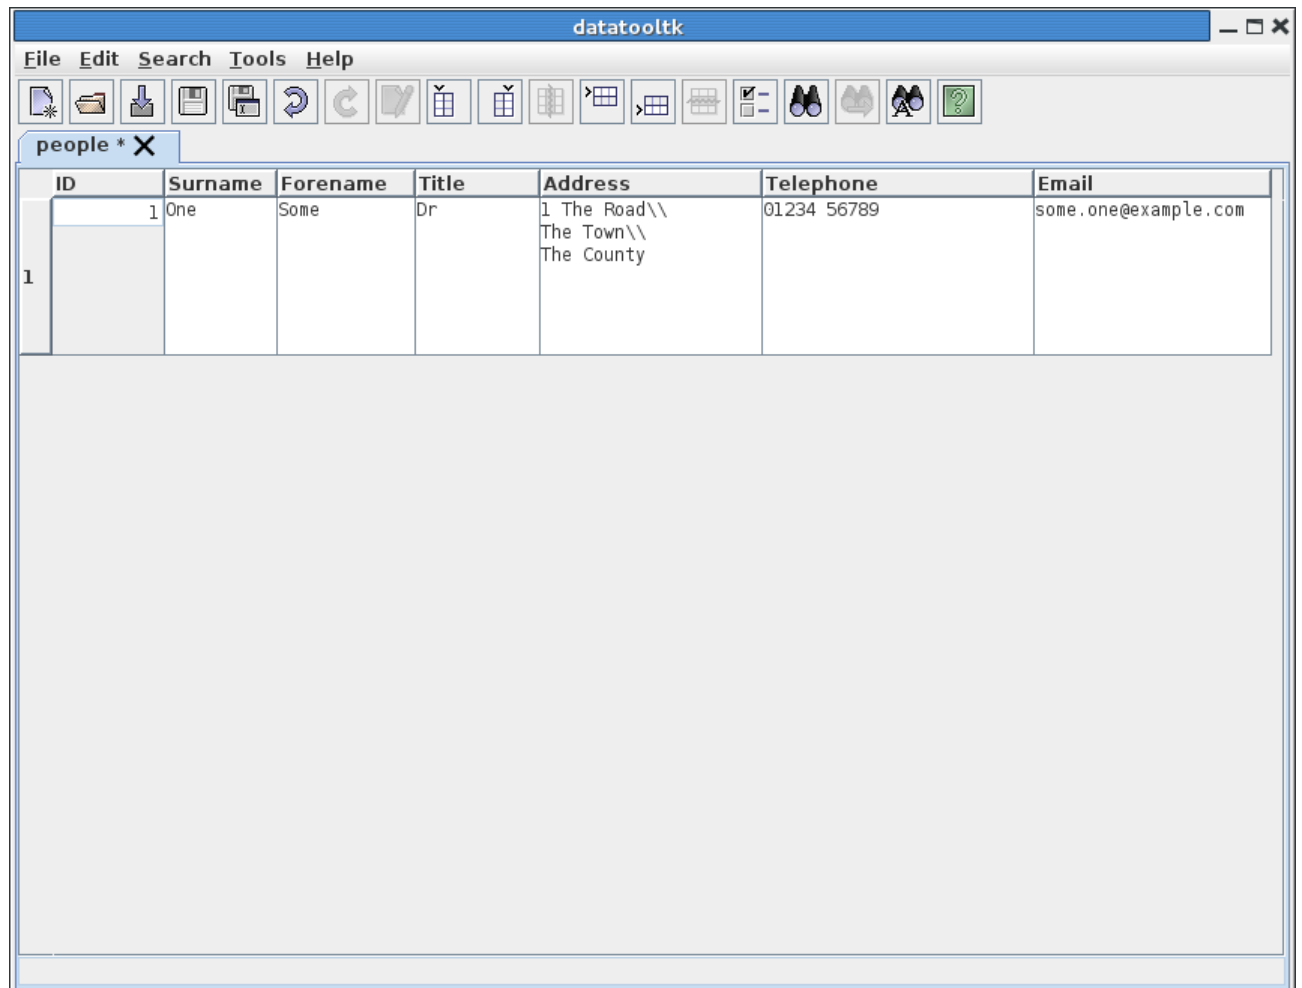 datatooltk
File Edit Search Tools Help
people *
ID Surname Forename Title Address Telephone Email
1 1 One Some Dr 1 The Road\\ 01234 56789 some.one@example.com
The Town\\
The County